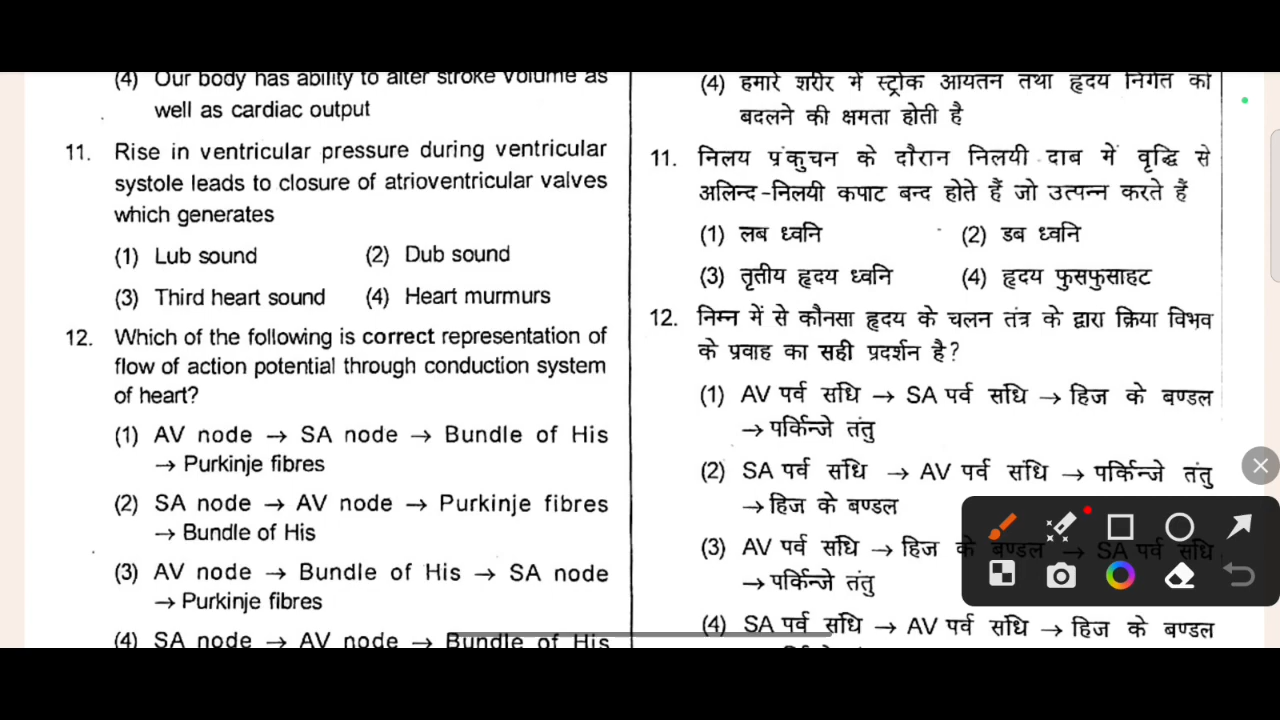 (4) Our body has ability to alter stroke volume as
well as cardiac output
11. Rise in ventricular pressure during ventricular
systole leads to closure of atrioventricular valves
which generates
(1) Lub sound (2) Dub sound
(3) Third heart sound (4) Heart murmurs
12. Which of the following is correct representation of
flow of action potential through conduction system
of heart?
(1) AV node → SA node → Bundle of His
→ Purkinje fibres
(2) SA node → AV node → Purkinje fibres
→ Bundle of His
(3) AV node → Bundle of His → SA node
→ Purkinje fibres
(4) SA node → AV node → Bundle of His
(4) हमारे शरीर में स्ट्रोक आयतन तथा हृदय निर्गत को
बदलने की क्षमता होती है
11. निलय प्रंकुचन के दौरान निलयी दाब में वृद्धि से
अलिन्द-निलयी कपाट बन्द होते हैं जो उत्पन्न करते हैं
(1) लब ध्वनि (2) डब ध्वनि
(3) तृतीय हृदय ध्वनि (4) हृदय फुसफुसाहट
12. निम्न में से कौनसा हृदय के चलन तंत्र के द्वारा क्रिया विभव
के प्रवाह का सही प्रदर्शन है?
(1) AV पर्व संधि → SA पर्व संधि → हिज के बण्डल
→ पर्किन्जे तंतु
(2) SA पर्व संधि → AV पर्व संधि → पर्किन्जे तंतु
→ हिज के बण्डल
(3) AV पर्व संधि → हिज के बण्डल → SA पर्व संधि
→ पर्किन्जे तंतु
(4) SA पर्व संधि → AV पर्व संधि → हिज के बण्डल